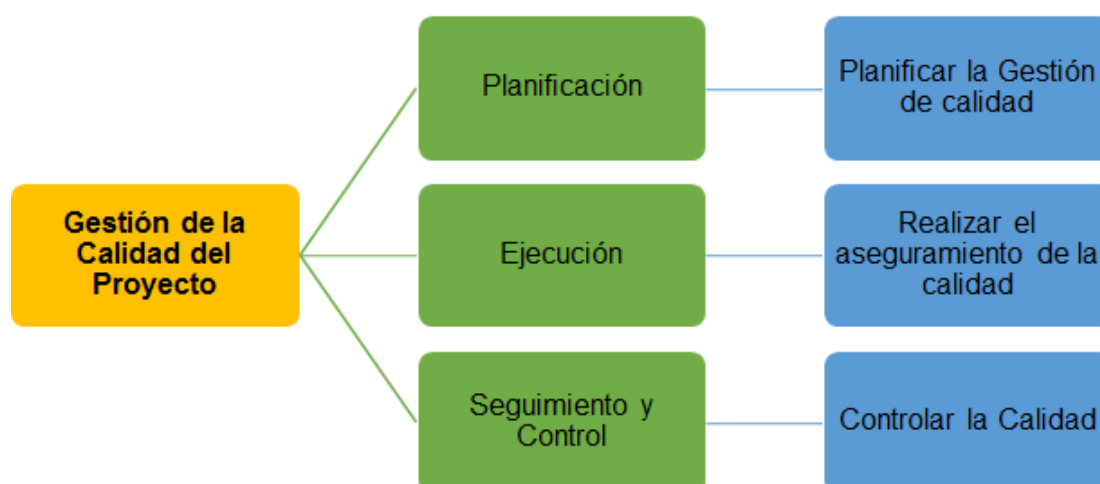 Planificación
Planificar la Gestión
de calidad
Gestión de la
Calidad del
Proyecto
Ejecución
Realizar el
aseguramiento de la
calidad
Seguimiento y
Control
Controlar la Calidad